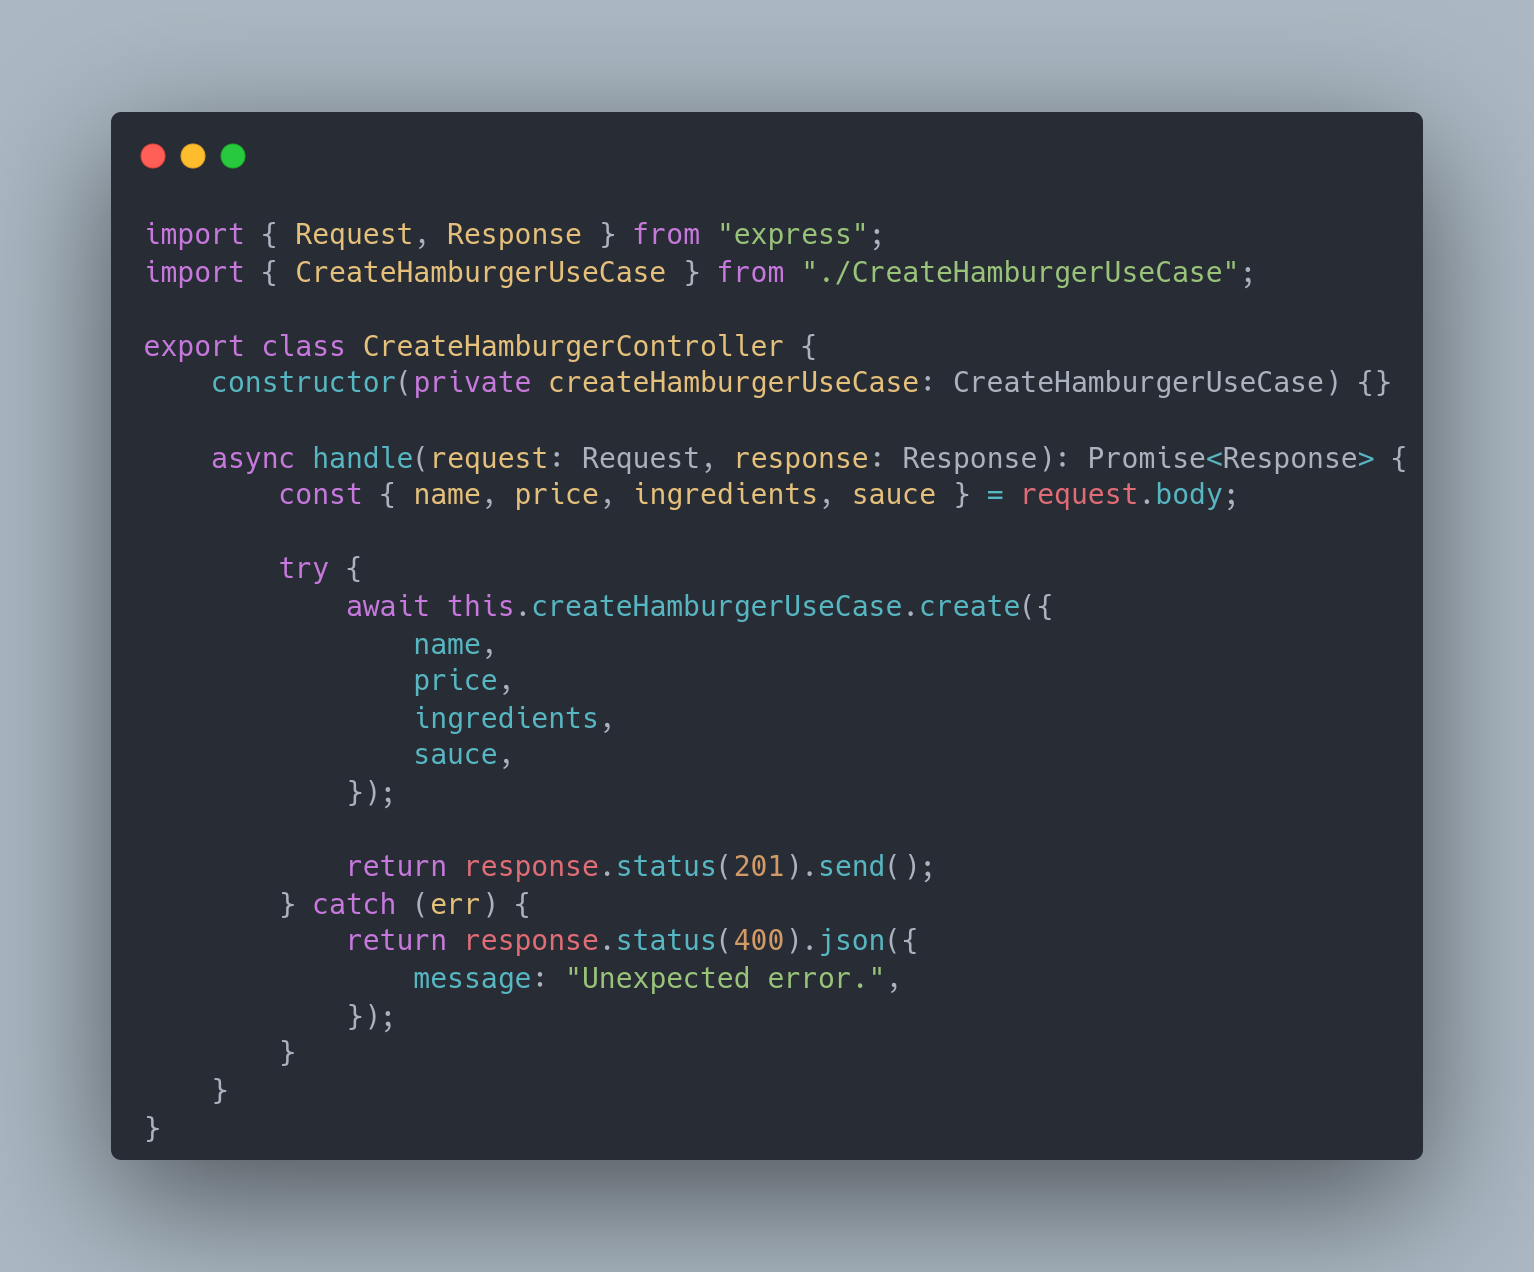 import { Request, Response } from "express";
import { CreateHamburgerUseCase } from "./CreateHamburgerUseCase";

export class CreateHamburgerController {
    constructor(private createHamburgerUseCase: CreateHamburgerUseCase) {}

    async handle(request: Request, response: Response): Promise<Response> {
        const { name, price, ingredients, sauce } = request.body;

        try {
            await this.createHamburgerUseCase.create({
                name,
                price,
                ingredients,
                sauce,
            });

            return response.status(201).send();
        } catch (err) {
            return response.status(400).json({
                message: "Unexpected error.",
            });
        }
    }
}